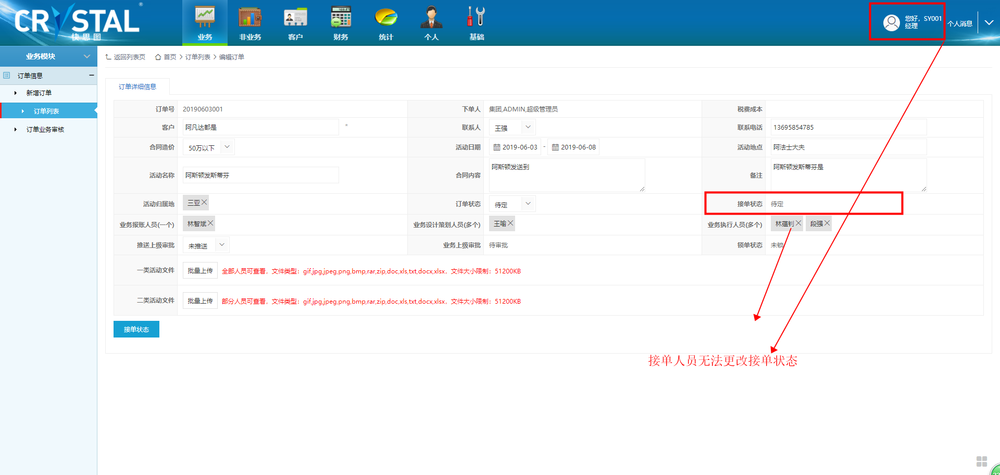 CRYSTAL ®
快思图
业务
非业务
客户
财务
统计
个人
基础
您好，SY001
经理
个人消息
业务模块
订单信息
新增订单
订单列表
订单业务审核
返回列表页 首页 > 订单列表 > 编辑订单
订单详细信息
订单号 20190603001 下单人 集团,ADMIN,超级管理员 税费成本
客户 阿凡达都是 * 联系人 王强 联系电话 13695854785
合同造价 50万以下 活动日期 2019-06-03 - 2019-06-08 活动地点 阿法士大夫
活动名称 阿斯顿发斯蒂芬 合同内容 阿斯顿发送到 备注 阿斯顿发斯蒂芬是
活动归属地 三亚 订单状态 待定 接单状态 待定
业务报账人员(一个) 林智斌 业务设计策划人员(多个) 王喻 业务执行人员(多个) 林蕴钊 段强
推送上级审批 未推送 业务上级审批 待审批 锁单状态 未锁
一类活动文件 批量上传 全部人员可查看，文件类型：gif,jpg,jpeg,png,bmp,rar,zip,doc,xls,txt,docx,xlsx，文件大小限制：51200KB
二类活动文件 批量上传 部分人员可查看，文件类型：gif,jpg,jpeg,png,bmp,rar,zip,doc,xls,txt,docx,xlsx，文件大小限制：51200KB
接单状态
接单人员无法更改接单状态